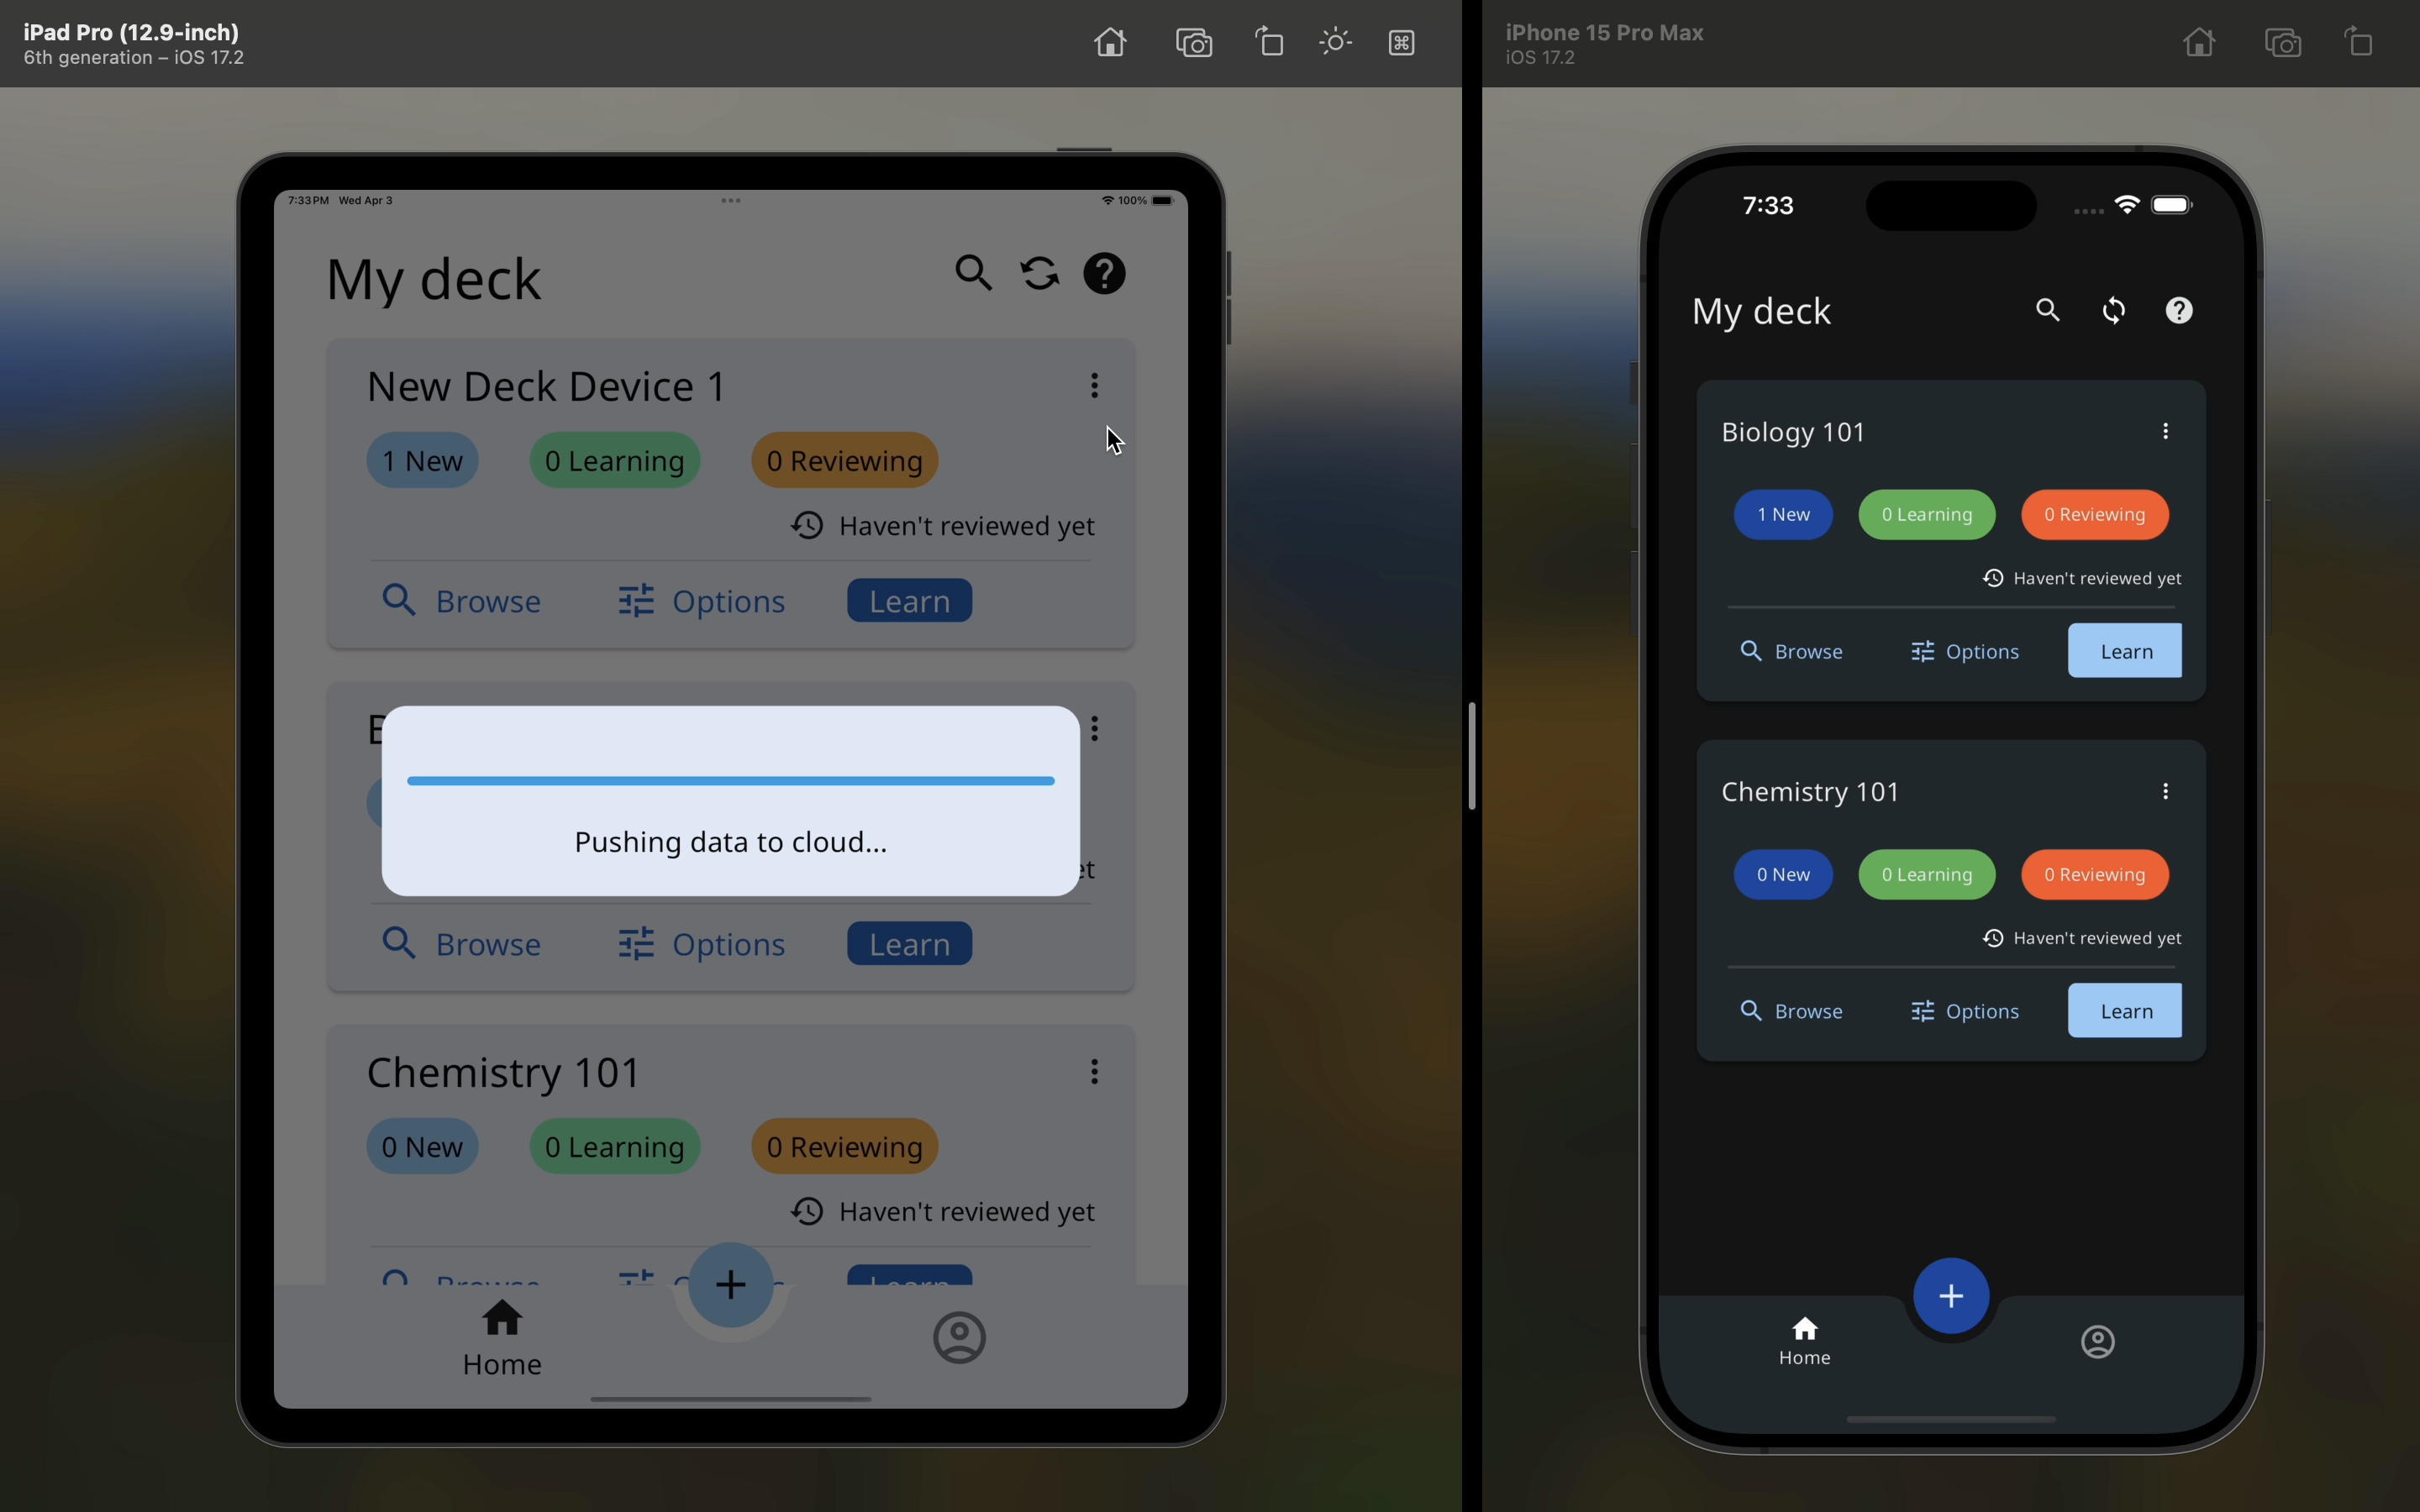 iPad Pro (12.9-inch)
6th generation – iOS 17.2
7:33 PM Wed Apr 3
100%
My deck
New Deck Device 1
1 New 0 Learning 0 Reviewing
Haven't reviewed yet
Browse Options Learn
Pushing data to cloud...
Browse Options Learn
Chemistry 101
0 New 0 Learning 0 Reviewing
Haven't reviewed yet
Browse Learn
Home
iPhone 15 Pro Max
iOS 17.2
7:33
My deck
Biology 101
1 New 0 Learning 0 Reviewing
Haven't reviewed yet
Browse Options Learn
Chemistry 101
0 New 0 Learning 0 Reviewing
Haven't reviewed yet
Browse Options Learn
Home